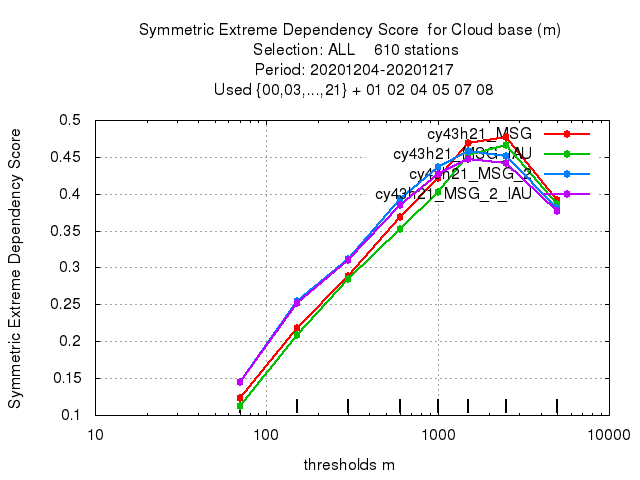 Symmetric Extreme Dependency Score  for Cloud base (m)
Selection: ALL    610 stations
Period: 20201204-20201217
Used {00,03,...,21} + 01 02 04 05 07 08
Symmetric Extreme Dependency Score
0.5
0.45
0.4
0.35
0.3
0.25
0.2
0.15
0.1
cy43h21_MSG
cy43h21_MSG_IAU
cy43h21_MSG_2
cy43h21_MSG_2_IAU
10
100
1000
10000
thresholds m